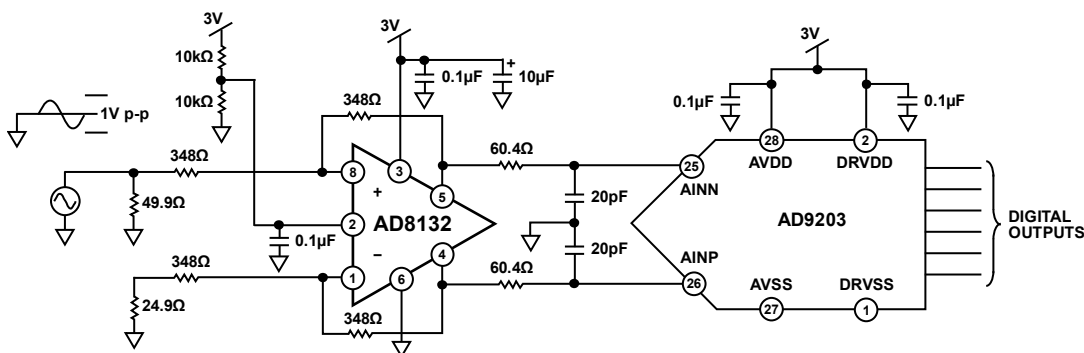 3V
10kΩ
10kΩ
1V p-p
348Ω
49.9Ω
348Ω
24.9Ω
0.1µF
3V
0.1µF
+
10µF
348Ω
8
+
3
5
2
AD8132
4
−
1
6
348Ω
60.4Ω
20pF
20pF
60.4Ω
3V
0.1µF
0.1µF
28
2
AVDD
DRVDD
25
AINN
AD9203
AINP
26
AVSS
DRVSS
27
1
DIGITAL
OUTPUTS